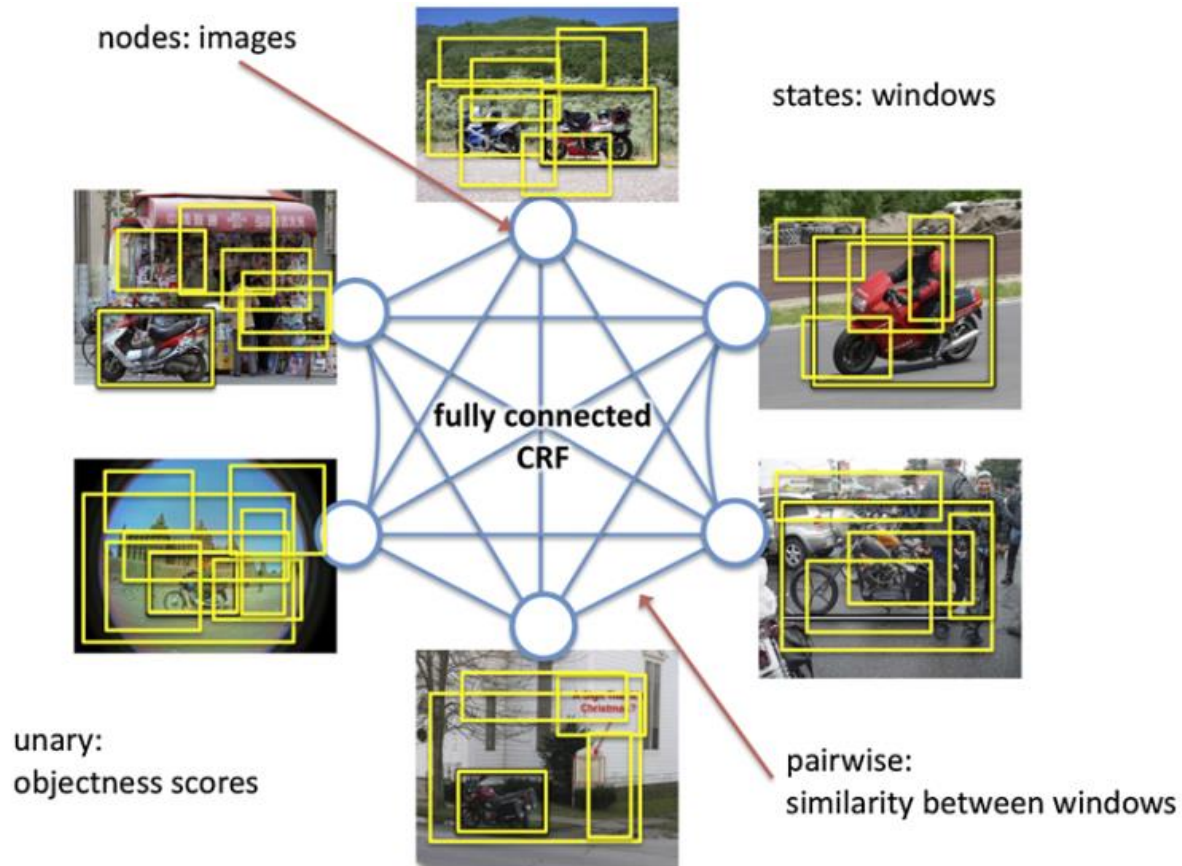 nodes: images
states: windows
fully connected
CRF
Christmas?
unary:
objectness scores
pairwise:
similarity between windows